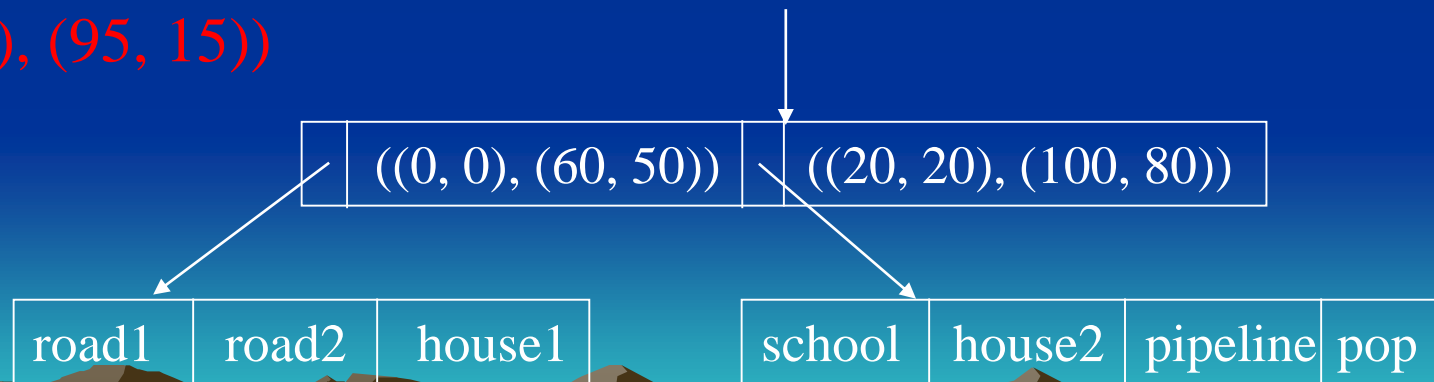 ), (95, 15))
((0, 0), (60, 50)) ((20, 20), (100, 80))
road1 road2 house1 school house2 pipeline pop